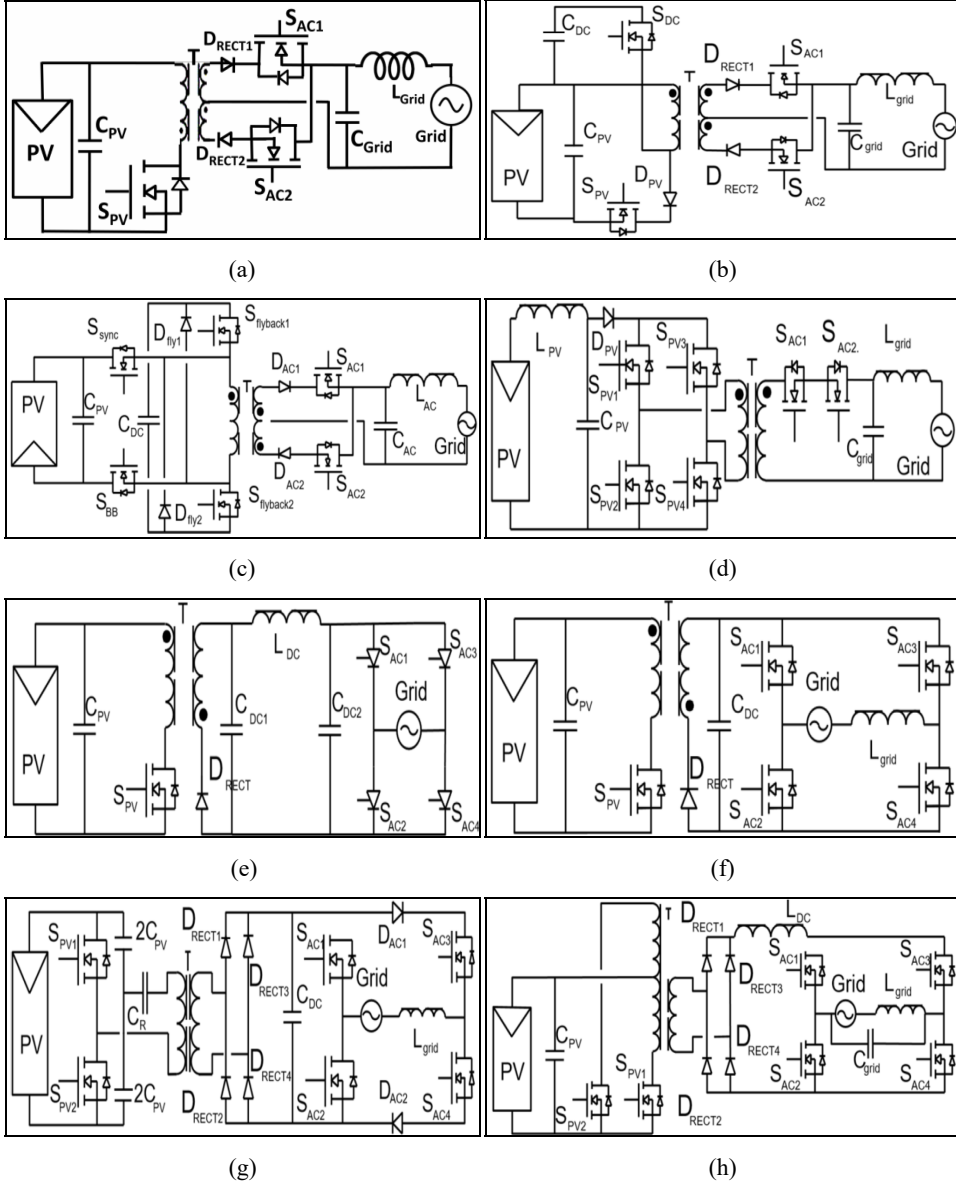 S_AC1
D_RECT1
T
L_Grid
C_PV
PV
C_Grid
Grid
D_RECT2
S_PV
S_AC2
(a)
S_DC
C_DC
D_RECT1
S_AC1
T
L_grid
C_PV
C_grid
Grid
PV
S_PV
D_PV
D_RECT2
S_AC2
(b)
S_flyback1
S_sync
D_fly1
S_AC1
D_AC1
T
L_AC
PV
C_PV
C_DC
C_AC
Grid
D_AC2
S_AC2
S_BB
D_fly2
S_flyback2
(c)
L_PV
D_PV
S_PV3
S_AC1
S_AC2.
L_grid
T
S_PV1
C_PV
PV
C_grid
Grid
S_PV2
S_PV4
(d)
T
L_DC
S_AC1
S_AC3
Grid
C_PV
C_DC1
C_DC2
PV
D_RECT
S_PV
S_AC2
S_AC4
(e)
T
S_AC1
S_AC3
Grid
C_PV
C_DC
L_grid
PV
D_RECT
S_PV
S_AC2
S_AC4
(f)
S_PV1
2C_PV
D_RECT1
D_AC1
S_AC1
S_AC3
T
D_RECT3
Grid
C_R
C_DC
PV
L_grid
S_PV2
2C_PV
D_RECT4
D_RECT2
S_AC2
D_AC2
S_AC4
(g)
T
D_RECT1
L_DC
S_AC1
S_AC3
D_RECT3
Grid
L_grid
C_PV
PV
D_RECT4
C_grid
S_PV1
S_PV2
D_RECT2
S_AC2
S_AC4
(h)